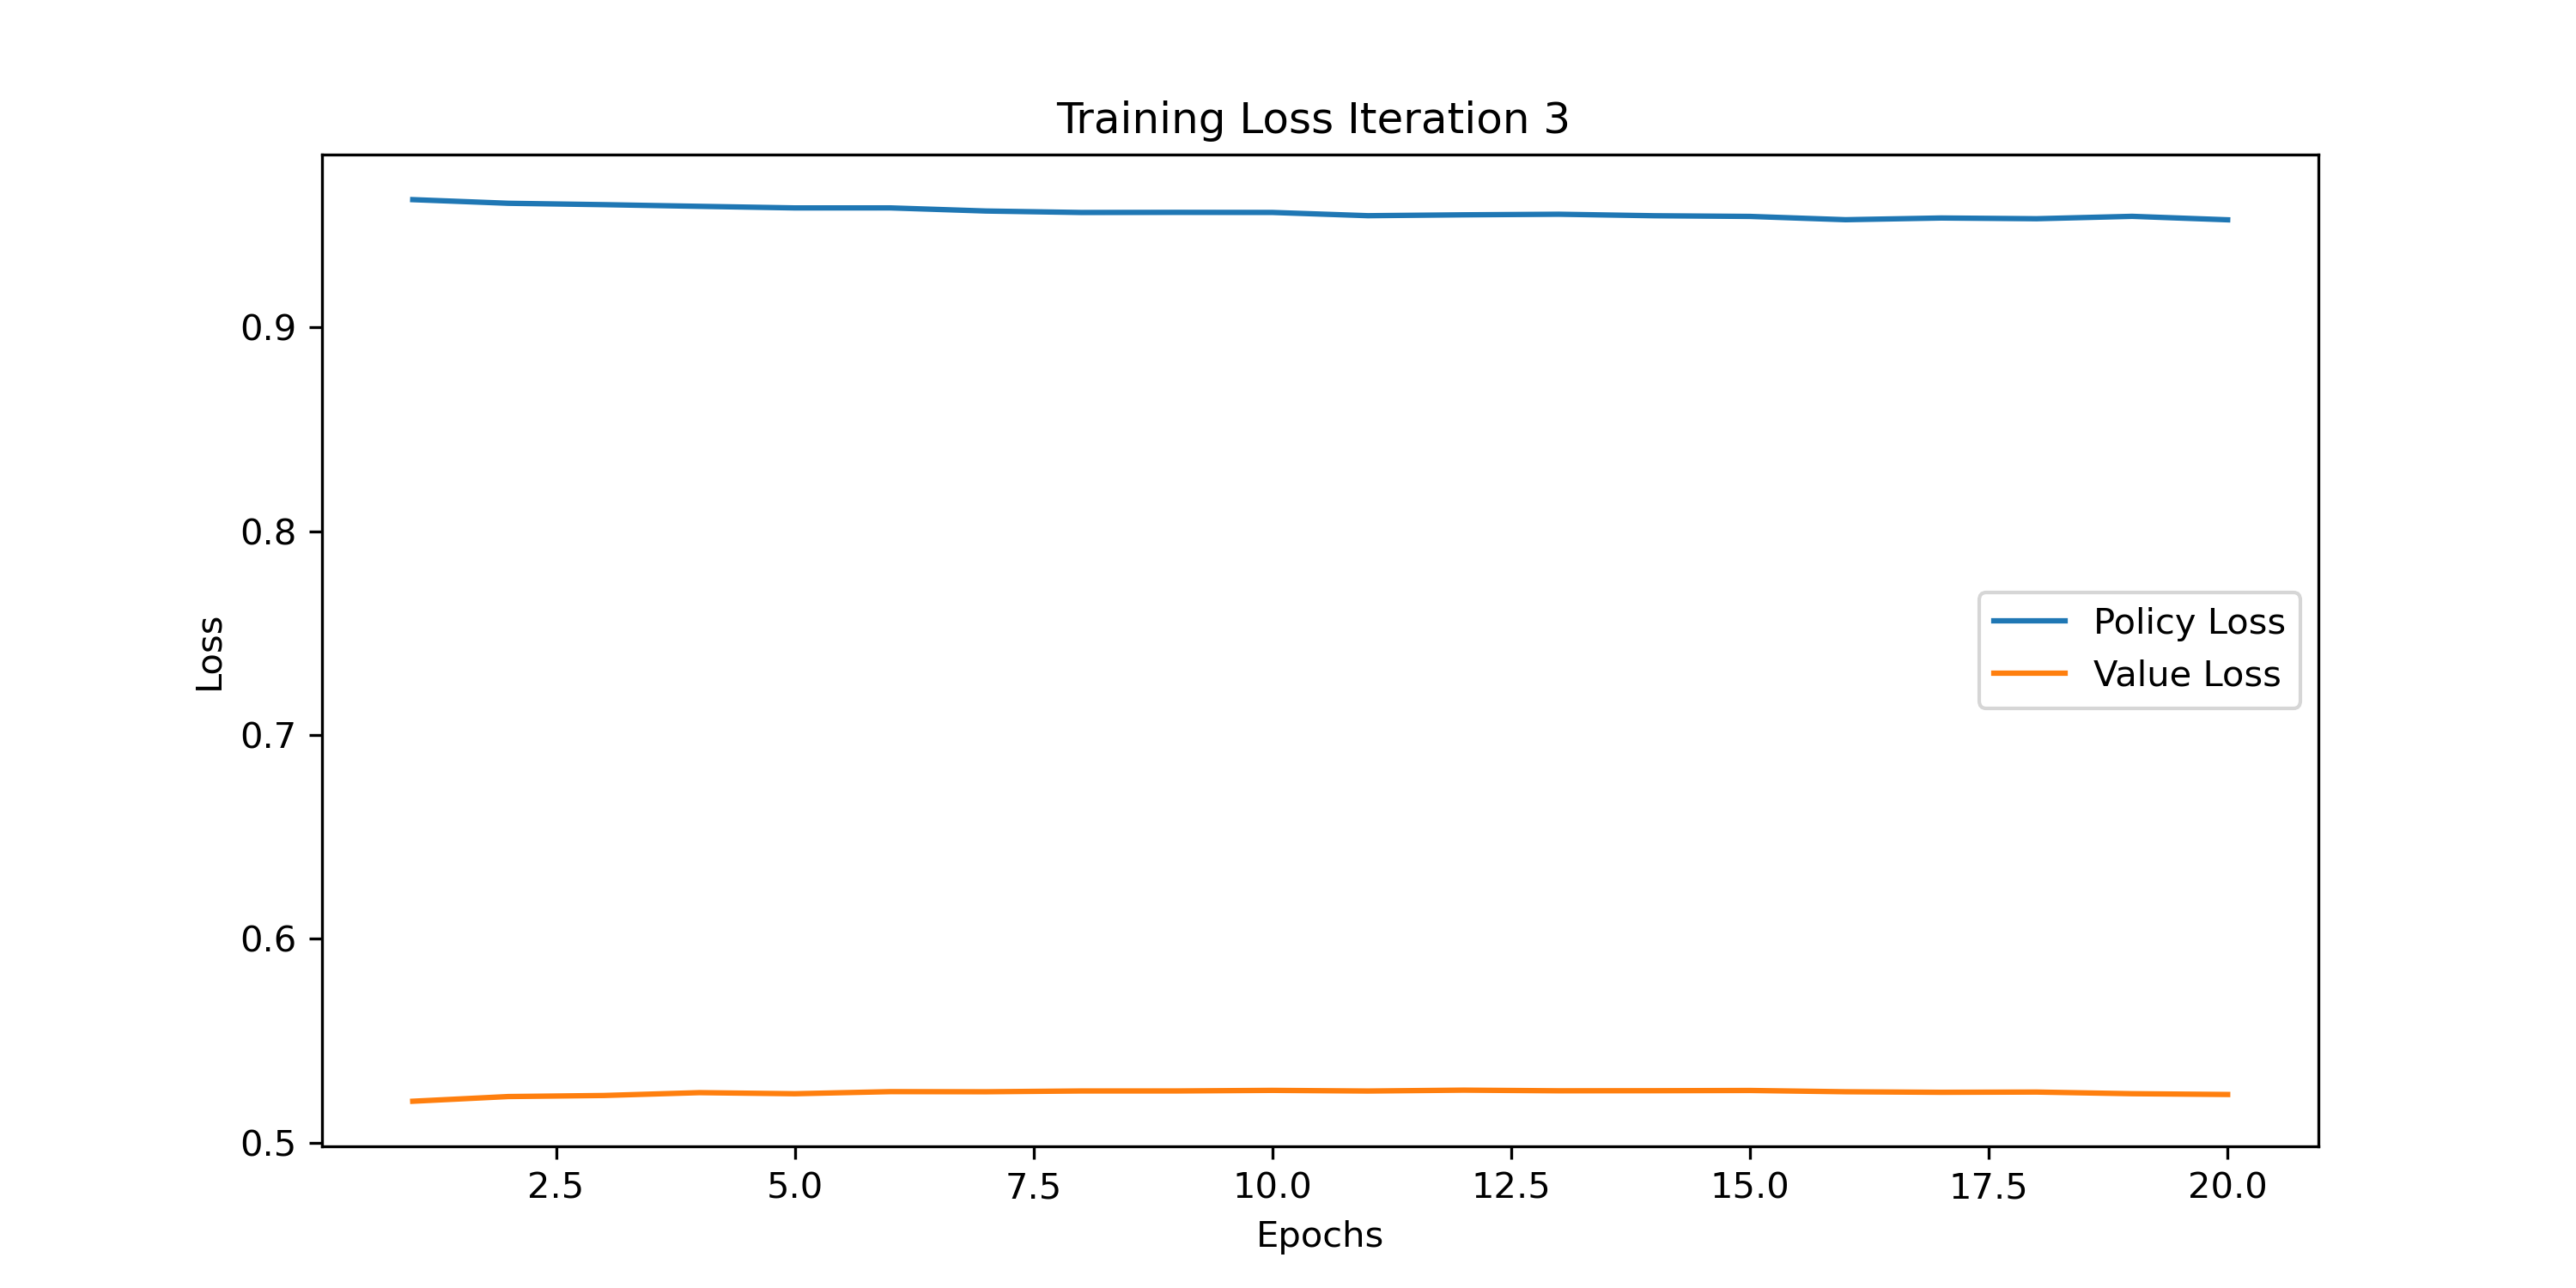 Training Loss Iteration 3
0.9
0.8
0.7
0.6
0.5
Loss
Policy Loss
Value Loss
2.5 5.0 7.5 10.0 12.5 15.0 17.5 20.0
Epochs